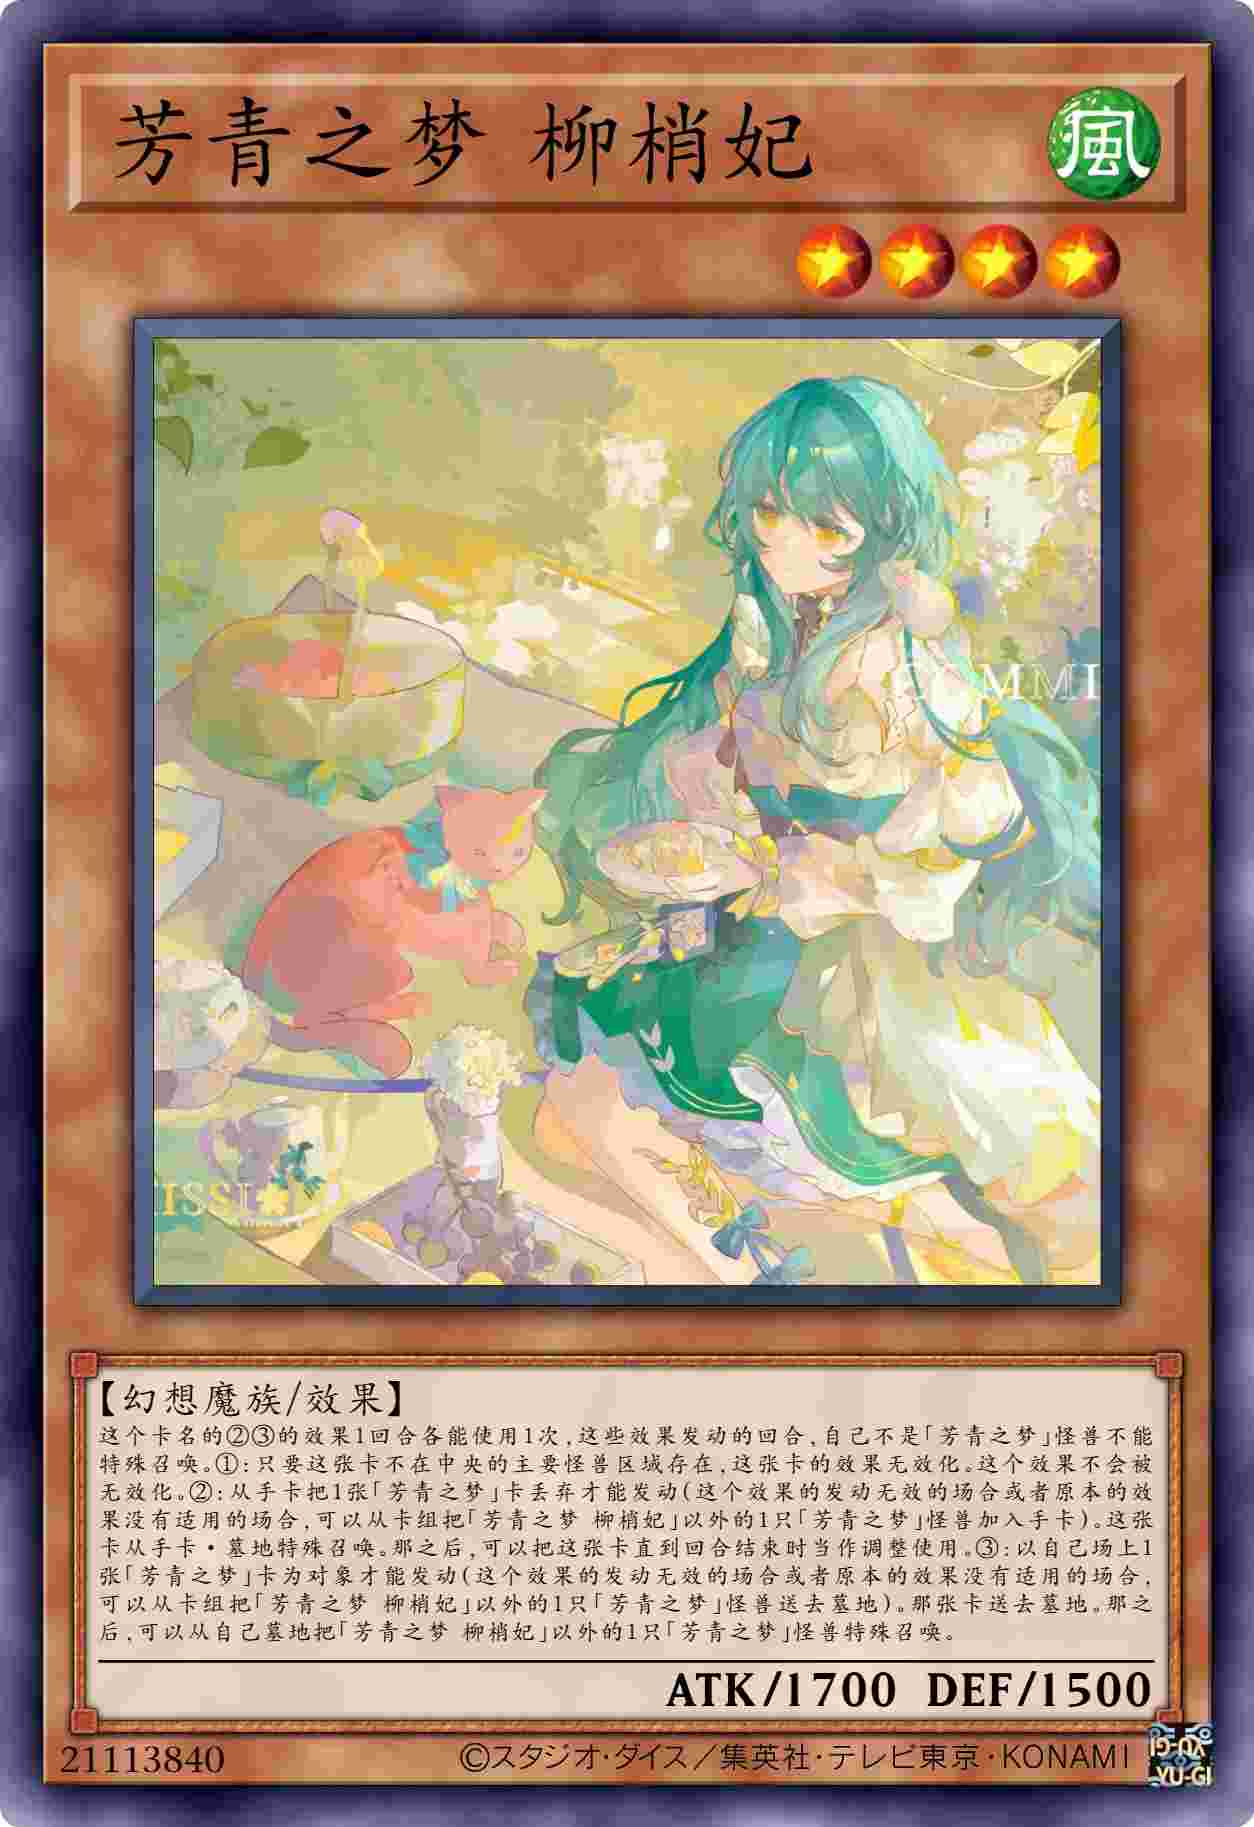 芳青之梦 柳梢妃
風
MMI
ISSI
【幻想魔族/效果】
这个卡名的②③的效果1回合各能使用1次,这些效果发动的回合,自己不是「芳青之梦」怪兽不能
特殊召唤。①:只要这张卡不在中央的主要怪兽区域存在,这张卡的效果无效化。这个效果不会被
无效化。②:从手卡把1张「芳青之梦」卡丢弃才能发动(这个效果的发动无效的场合或者原本的效
果没有适用的场合,可以从卡组把「芳青之梦 柳梢妃」以外的1只「芳青之梦」怪兽加入手卡)。这张
卡从手卡·墓地特殊召唤。那之后,可以把这张卡直到回合结束时当作调整使用。③:以自己场上1
张「芳青之梦」卡为对象才能发动(这个效果的发动无效的场合或者原本的效果没有适用的场合,
可以从卡组把「芳青之梦 柳梢妃」以外的1只「芳青之梦」怪兽送去墓地)。那张卡送去墓地。那之
后,可以从自己墓地把「芳青之梦 柳梢妃」以外的1只「芳青之梦」怪兽特殊召唤。
ATK/1700 DEF/1500
21113840
©スタジオ·ダイス/集英社·テレビ東京·KONAMI
YU-GI